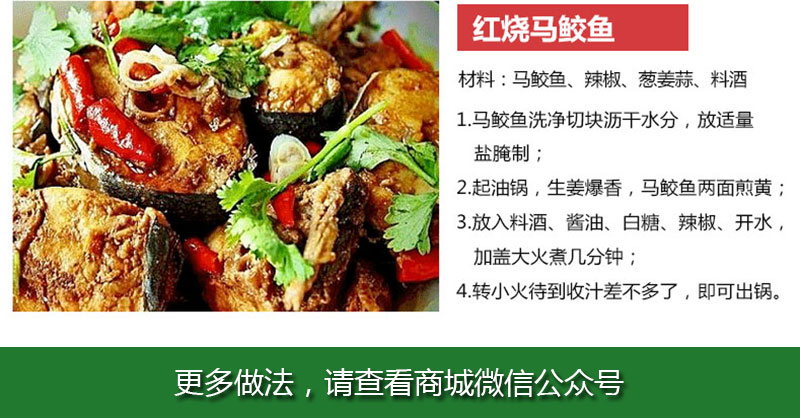 红烧马鲛鱼
材料：马鲛鱼、辣椒、葱姜蒜、料酒
1.马鲛鱼洗净切块沥干水分，放适量
盐腌制；
2.起油锅，生姜爆香，马鲛鱼两面煎黄；
3.放入料酒、酱油、白糖、辣椒、开水，
加盖大火煮几分钟；
4.转小火待到收汁差不多了，即可出锅。
更多做法，请查看商城微信公众号